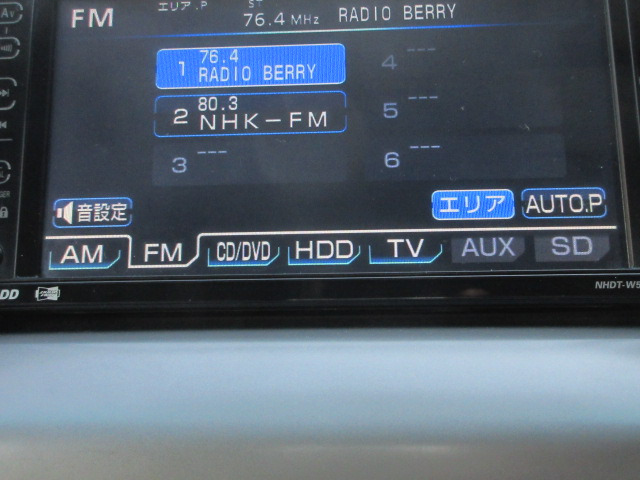 エリア.P ST
FM 76.4 MHz RADIO BERRY
1 76.4 RADIO BERRY
2 80.3 NHK-FM
3 ---
4 ---
5 ---
6 ---
音設定 エリア AUTO.P
AM FM CD/DVD HDD TV AUX SD
NHDT-W5